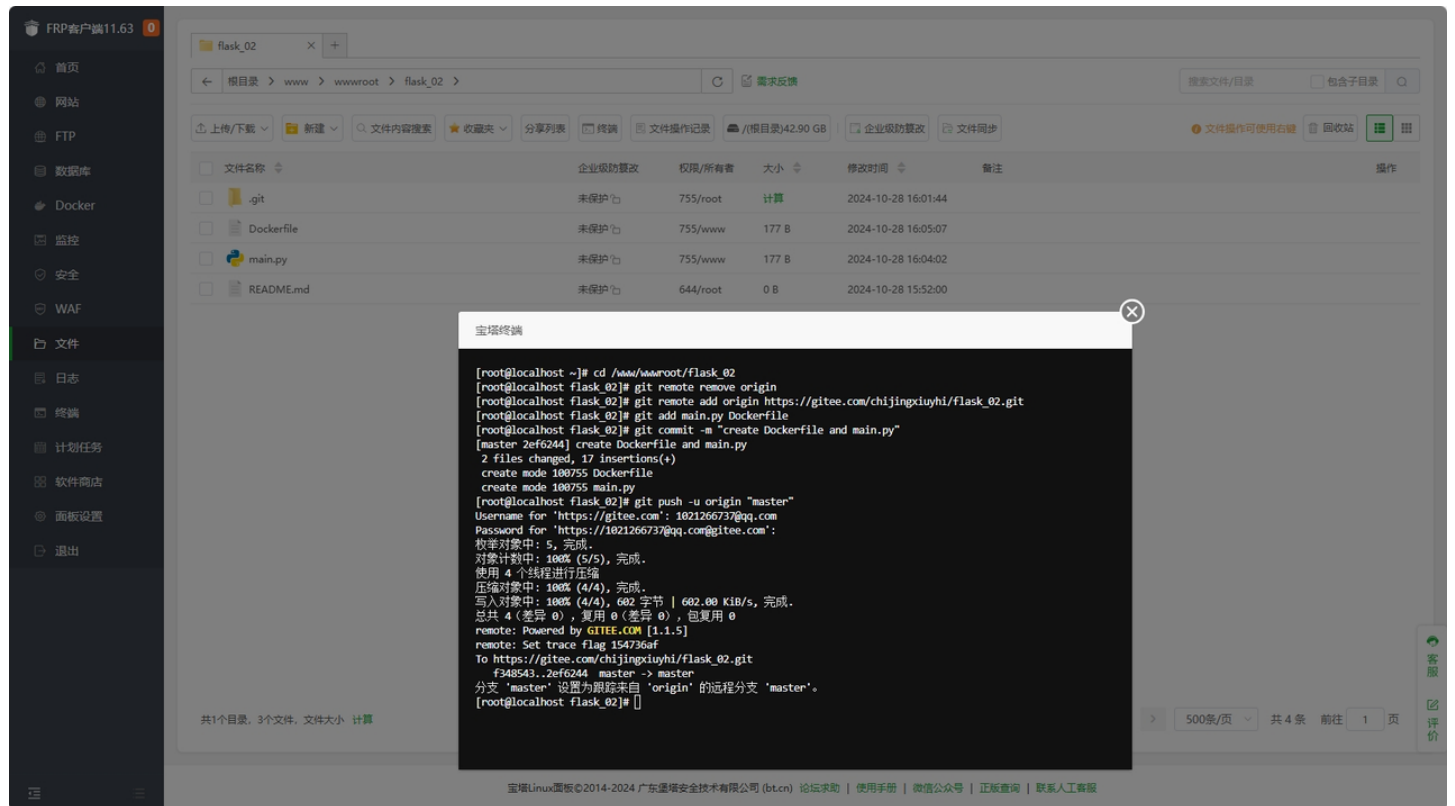 FRP客户端11.63 0
首页
网站
FTP
数据库
Docker
监控
安全
WAF
文件
日志
终端
计划任务
软件商店
面板设置
退出
flask_02
根目录 > www > wwwroot > flask_02 >
需求反馈
搜索文件/目录 包含子目录
上传/下载 新建 文件内容搜索 收藏夹 分享列表 终端 文件操作记录 /(根目录)42.90 GB 企业级防篡改 文件同步 文件操作可使用右键 回收站
文件名称 企业级防篡改 权限/所有者 大小 修改时间 备注 操作
.git 未保护 755/root 计算 2024-10-28 16:01:44
Dockerfile 未保护 755/www 177 B 2024-10-28 16:05:07
main.py 未保护 755/www 177 B 2024-10-28 16:04:02
README.md 未保护 644/root 0 B 2024-10-28 15:52:00
宝塔终端
[root@localhost ~]# cd /www/wwwroot/flask_02
[root@localhost flask_02]# git remote remove origin
[root@localhost flask_02]# git remote add origin https://gitee.com/chijingxiuyhi/flask_02.git
[root@localhost flask_02]# git add main.py Dockerfile
[root@localhost flask_02]# git commit -m "create Dockerfile and main.py"
[master 2ef6244] create Dockerfile and main.py
2 files changed, 17 insertions(+)
create mode 100755 Dockerfile
create mode 100755 main.py
[root@localhost flask_02]# git push -u origin "master"
Username for 'https://gitee.com': 1021266737@qq.com
Password for 'https://1021266737@qq.com@gitee.com':
枚举对象中: 5, 完成.
对象计数中: 100% (5/5), 完成.
使用 4 个线程进行压缩
压缩对象中: 100% (4/4), 完成.
写入对象中: 100% (4/4), 602 字节 | 602.00 KiB/s, 完成.
总共 4（差异 0），复用 0（差异 0），包复用 0
remote: Powered by GITEE.COM [1.1.5]
remote: Set trace flag 154736af
To https://gitee.com/chijingxiuyhi/flask_02.git
f348543..2ef6244 master -> master
分支 'master' 设置为跟踪来自 'origin' 的远程分支 'master'。
[root@localhost flask_02]#
客服
评价
共1个目录, 3个文件, 文件大小 计算
500条/页 共 4 条 前往 1 页
宝塔Linux面板©2014-2024 广东堡塔安全技术有限公司 (bt.cn) 论坛求助 | 使用手册 | 微信公众号 | 正版查询 | 联系人工客服